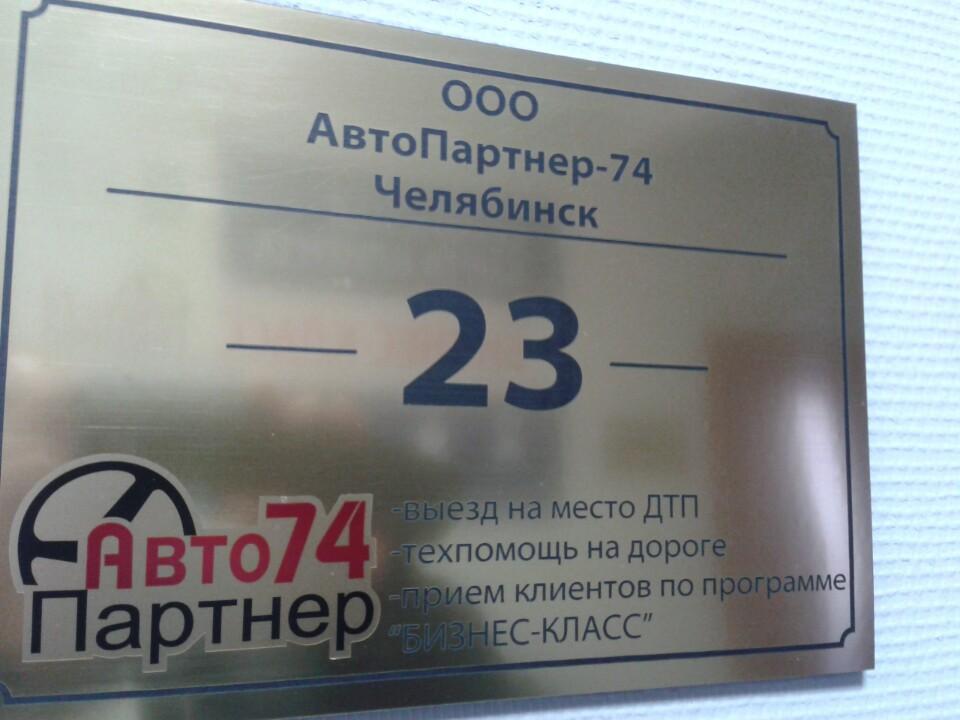 ООО
АвтоПартнер-74
Челябинск
23
Авто74
Партнер
-выезд на место ДТП
-техпомощь на дороге
-прием клиентов по программе
“БИЗНЕС-КЛАСС”